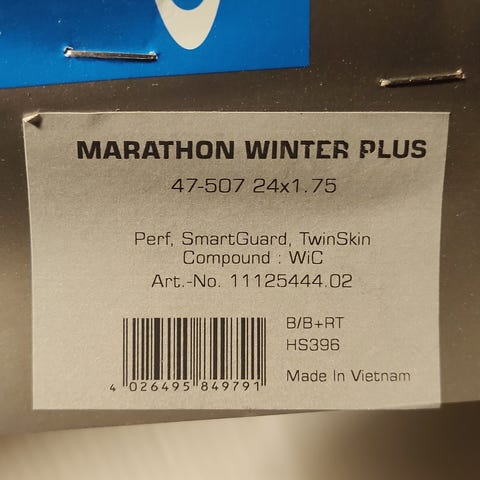 MARATHON WINTER PLUS
47-507 24x1.75
Perf, SmartGuard, TwinSkin
Compound : WiC
Art.-No. 11125444.02
B/B+RT
HS396
Made In Vietnam
4 026495 849791